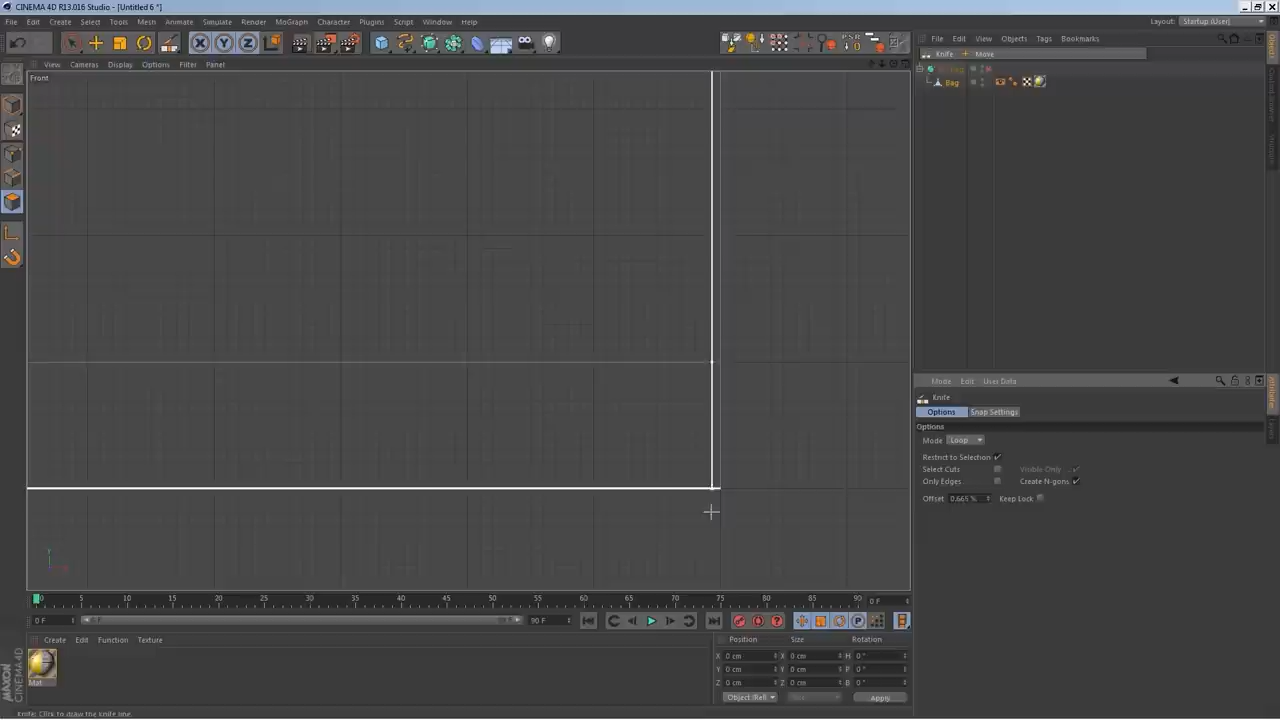 CINEMA 4D R13.016 Studio - [Untitled 6 *]
File Edit Create Select Tools Mesh Animate Simulate Render MoGraph Character Plugins Script Window Help
Layout: Startup (User)
X Y Z
PSR
File Edit View Objects Tags Bookmarks
View Cameras Display Options Filter Panel
Knife + Move
Front
Bag
Mode Edit User Data
Knife
Options Snap Settings
Options
Mode Loop
Restrict to Selection
Select Cuts Visible Only
Only Edges Create N-gons
Offset 0.665 % Keep Lock
0 5 10 15 20 25 30 35 40 45 50 55 60 65 70 75 80 85 90 0 F
0 F 0 F 90 F 90 F
Create Edit Function Texture
Position Size Rotation
X 0 cm X 0 cm H 0 °
Y 0 cm Y 0 cm P 0 °
Z 0 cm Z 0 cm B 0 °
Object (Rel) Apply
Mat
MAXON CINEMA4D
Knife: Click to draw the knife line.